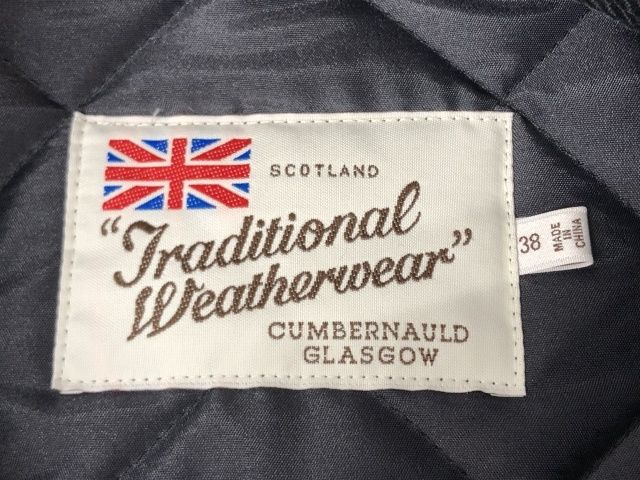 SCOTLAND
"Traditional
Weatherwear"
CUMBERNAULD
GLASGOW
38
MADE
IN
CHINA